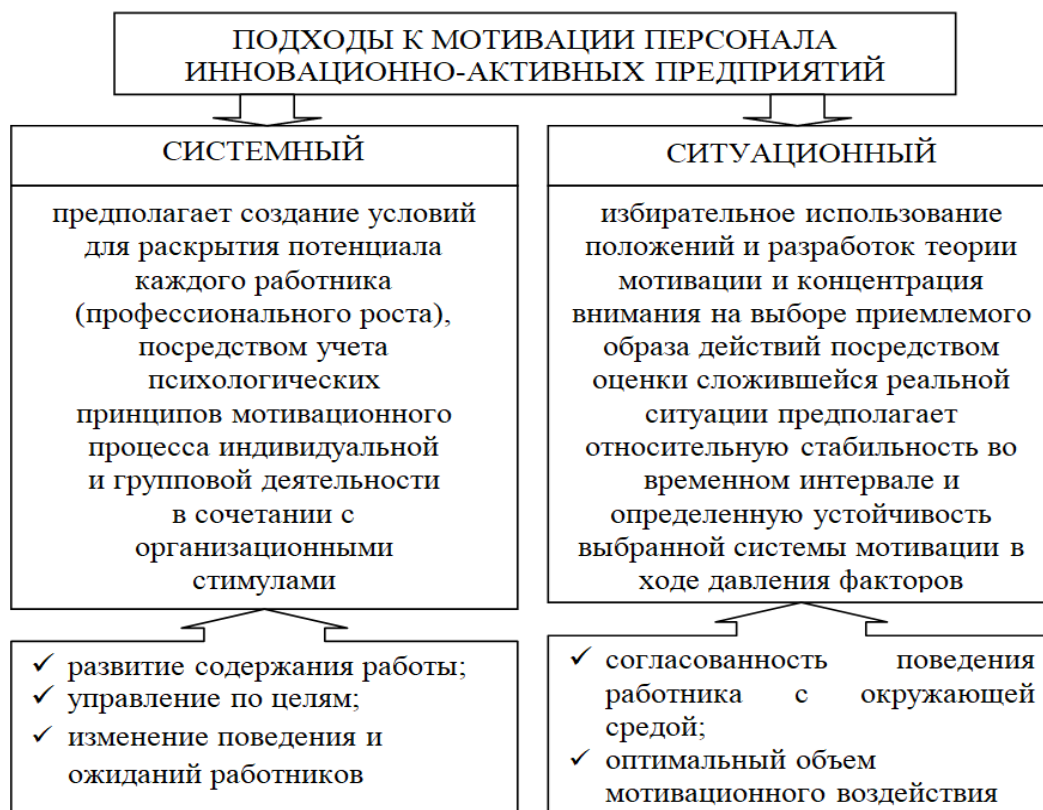 ПОДХОДЫ К МОТИВАЦИИ ПЕРСОНАЛА
ИННОВАЦИОННО-АКТИВНЫХ ПРЕДПРИЯТИЙ
СИСТЕМНЫЙ
предполагает создание условий
для раскрытия потенциала
каждого работника
(профессионального роста),
посредством учета
психологических
принципов мотивационного
процесса индивидуальной
и групповой деятельности
в сочетании с
организационными
стимулами
✓ развитие содержания работы;
✓ управление по целям;
✓ изменение поведения и
ожиданий работников
СИТУАЦИОННЫЙ
избирательное использование
положений и разработок теории
мотивации и концентрация
внимания на выборе приемлемого
образа действий посредством
оценки сложившейся реальной
ситуации предполагает
относительную стабильность во
временном интервале и
определенную устойчивость
выбранной системы мотивации в
ходе давления факторов
✓ согласованность поведения
работника с окружающей
средой;
✓ оптимальный объем
мотивационного воздействия